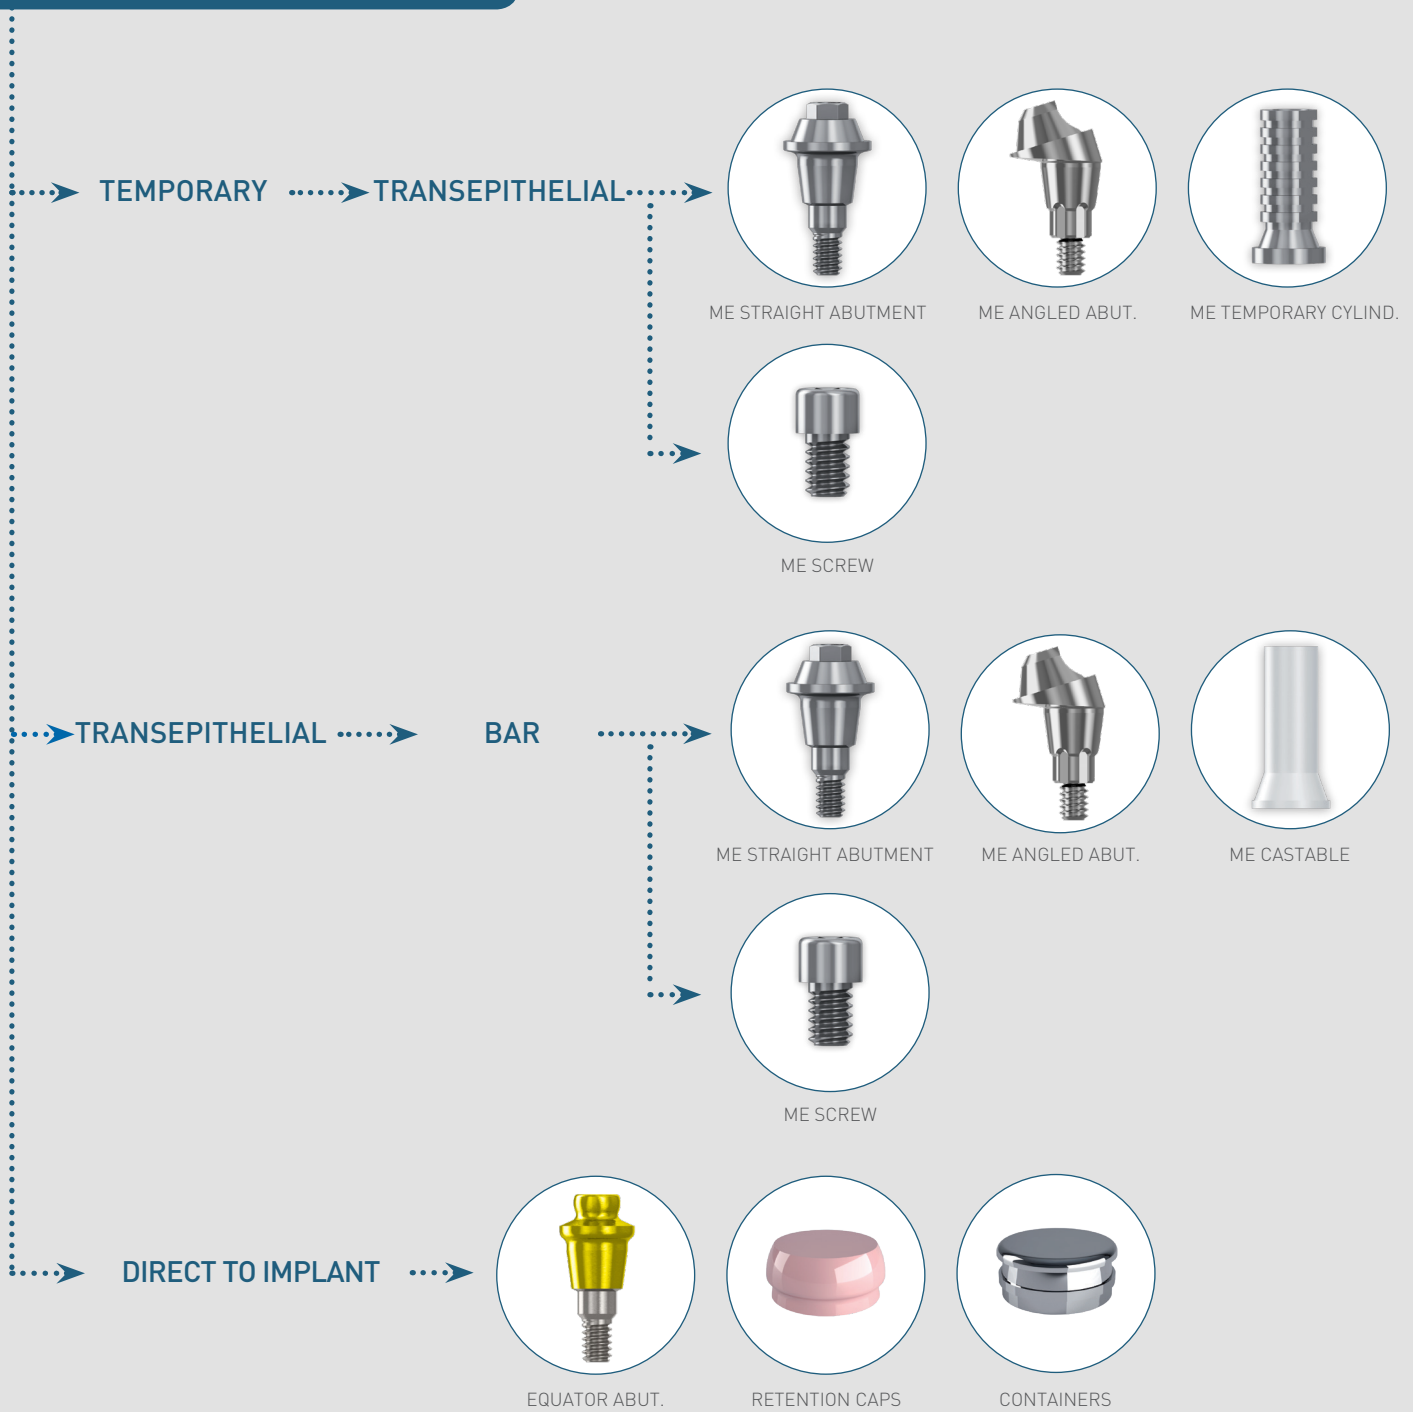 TEMPORARY
TRANSEPITHELIAL
ME STRAIGHT ABUTMENT
ME ANGLED ABUT.
ME TEMPORARY CYLIND.
ME SCREW
TRANSEPITHELIAL
BAR
ME STRAIGHT ABUTMENT
ME ANGLED ABUT.
ME CASTABLE
ME SCREW
DIRECT TO IMPLANT
EQUATOR ABUT.
RETENTION CAPS
CONTAINERS